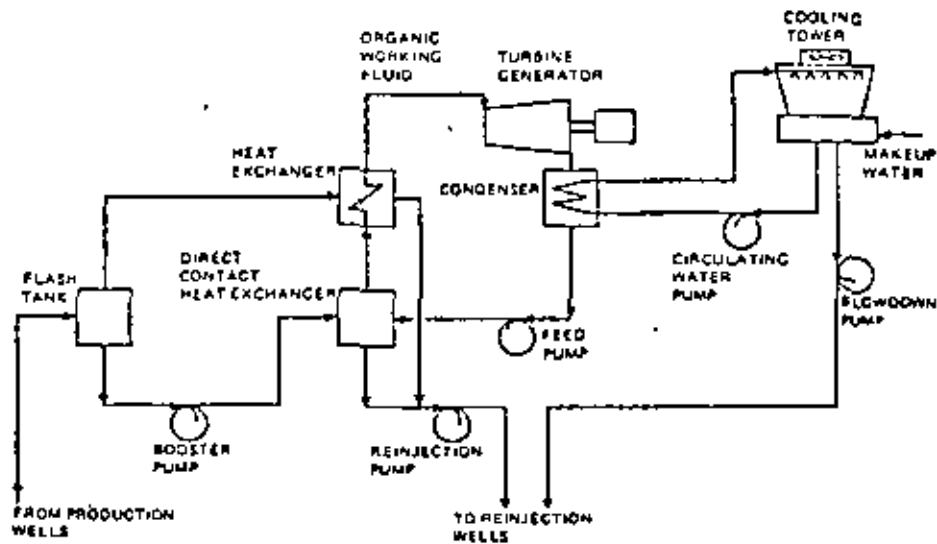 COOLING
TOWER
ORGANIC
WORKING
FLUID
TURBINE
GENERATOR
HEAT
EXCHANGER
CONDENSER
MAKEUP
WATER
FLASH
TANK
DIRECT
CONTACT
HEAT EXCHANGER
CIRCULATING
WATER
PUMP
BLOWDOWN
PUMP
FEED
PUMP
BOOSTER
PUMP
REINJECTION
PUMP
FROM PRODUCTION
WELLS
TO REINJECTION
WELLS